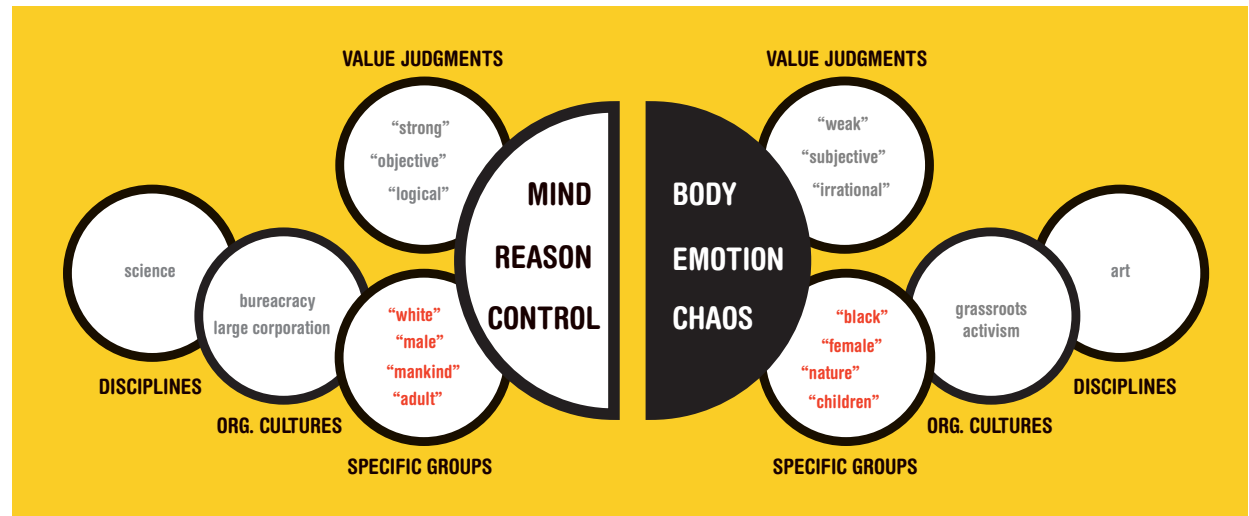 VALUE JUDGMENTS
“strong”
“objective”
“logical”
MIND
REASON
CONTROL
science
DISCIPLINES
bureacracy
large corporation
ORG. CULTURES
“white”
“male”
“mankind”
“adult”
SPECIFIC GROUPS
VALUE JUDGMENTS
“weak”
“subjective”
“irrational”
BODY
EMOTION
CHAOS
“black”
“female”
“nature”
“children”
SPECIFIC GROUPS
grassroots
activism
ORG. CULTURES
art
DISCIPLINES